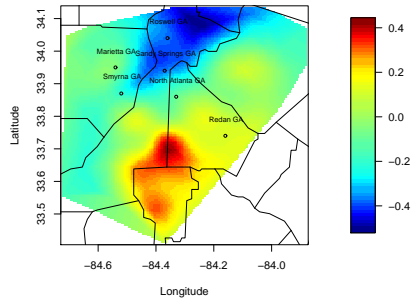 Roswell GA
Marietta GA
Sandy Springs GA
Smyrna GA
North Atlanta GA
Redan GA
34.1
34.0
33.9
33.8
33.7
33.6
33.5
Latitude
−84.6
−84.4
−84.2
−84.0
Longitude
0.4
0.2
0.0
−0.2
−0.4